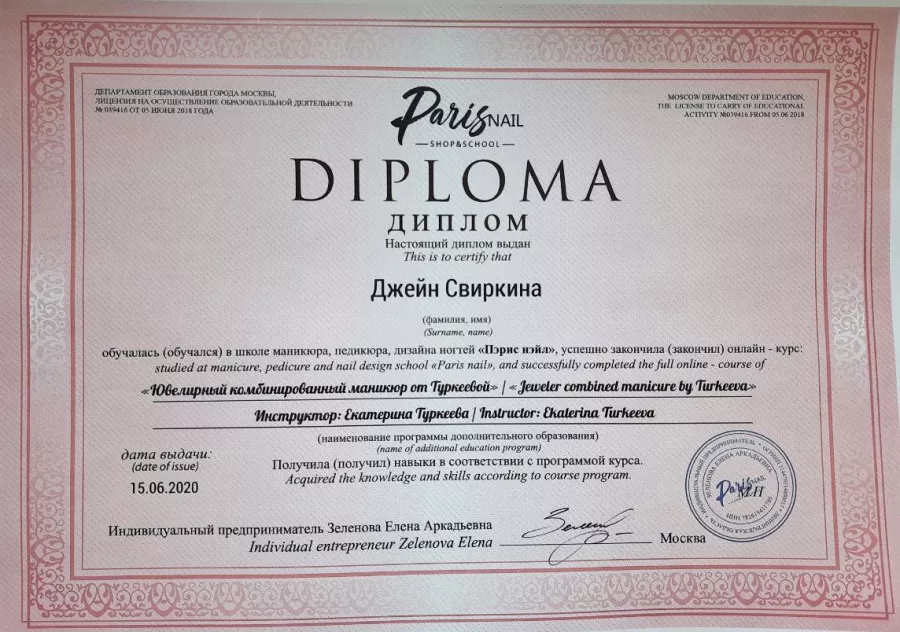 ДЕПАРТАМЕНТ ОБРАЗОВАНИЯ ГОРОДА МОСКВЫ,
ЛИЦЕНЗИЯ НА ОСУЩЕСТВЛЕНИЕ ОБРАЗОВАТЕЛЬНОЙ ДЕЯТЕЛЬНОСТИ
№ 039416 ОТ 05 ИЮНЯ 2018 ГОДА
MOSCOW DEPARTMENT OF EDUCATION,
THE LICENSE TO CARRY OF EDUCATIONAL
ACTIVITY №039416 FROM 05.06.2018
Paris NAIL
SHOP&SCHOOL
DIPLOMA
ДИПЛОМ
Настоящий диплом выдан
This is to certify that
Джейн Свиркина
(фамилия, имя)
(Surname, name)
обучалась (обучался) в школе маникюра, педикюра, дизайна ногтей «Пэрис нэйл», успешно закончила (закончил) онлайн - курс:
studied at manicure, pedicure and nail design school «Paris nail», and successfully completed the full online - course of
«Ювелирный комбинированный маникюр от Туркеевой» | « Jeweler combined manicure by Turkeeva»
Инструктор: Екатерина Туркеева | Instructor: Ekaterina Turkeeva
(наименование программы дополнительного образования)
(name of additional education program)
Получила (получил) навыки в соответствии с программой курса.
Acquired the knowledge and skills according to course program.
дата выдачи:
(date of issue)
15.06.2020
Индивидуальный предприниматель Зеленова Елена Аркадьевна
Individual entrepreneur Zelenova Elena
Москва
ИНДИВИДУАЛЬНЫЙ ПРЕДПРИНИМАТЕЛЬ
ЗЕЛЕНОВА ЕЛЕНА АРКАДЬЕВНА
Paris NAIL
М.П